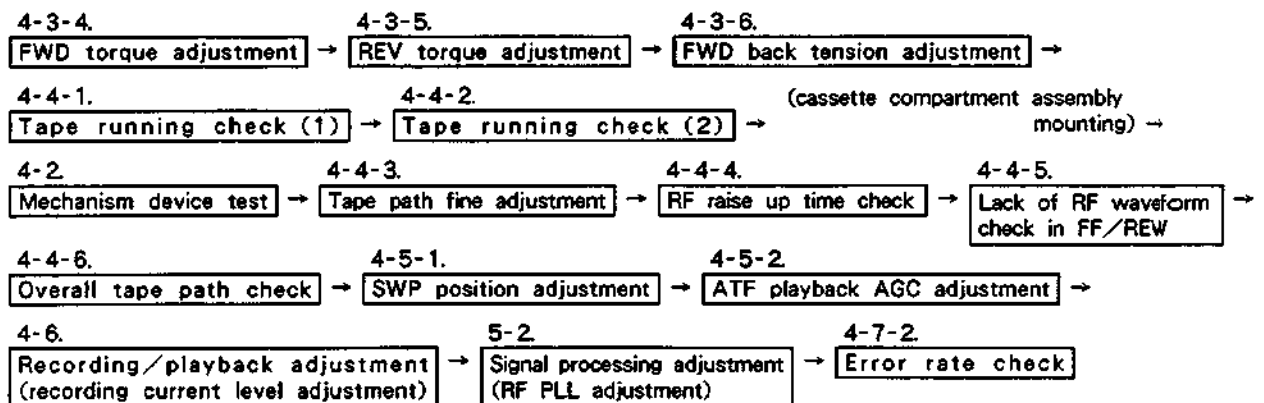 4-3-4. 4-3-5. 4-3-6.
FWD torque adjustment → REV torque adjustment → FWD back tension adjustment →
4-4-1. 4-4-2. (cassette compartment assembly
Tape running check (1) → Tape running check (2) → mounting) →
4-2. 4-4-3. 4-4-4. 4-4-5.
Mechanism device test → Tape path fine adjustment → RF raise up time check → Lack of RF waveform →
check in FF/REW
4-4-6. 4-5-1. 4-5-2.
Overall tape path check → SWP position adjustment → ATF playback AGC adjustment →
4-6. 5-2. 4-7-2.
Recording/playback adjustment → Signal processing adjustment → Error rate check
(recording current level adjustment) (RF PLL adjustment)